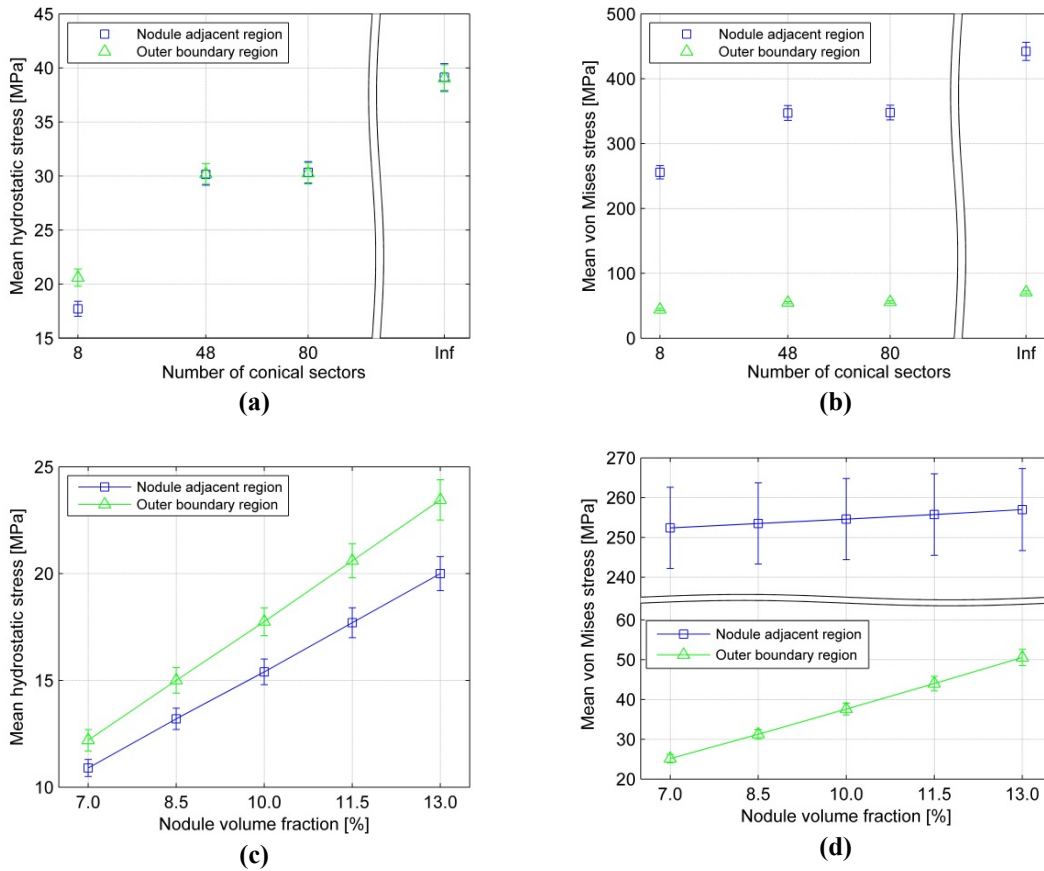 45
40
35
30
25
20
15
Mean hydrostatic stress [MPa]
Nodule adjacent region
Outer boundary region
8 48 80 Inf
Number of conical sectors
(a)
500
400
300
200
100
0
Mean von Mises stress [MPa]
Nodule adjacent region
Outer boundary region
8 48 80 Inf
Number of conical sectors
(b)
25
20
15
10
Mean hydrostatic stress [MPa]
Nodule adjacent region
Outer boundary region
7.0 8.5 10.0 11.5 13.0
Nodule volume fraction [%]
(c)
270
260
250
240
60
50
40
30
20
Mean von Mises stress [MPa]
Nodule adjacent region
Outer boundary region
7.0 8.5 10.0 11.5 13.0
Nodule volume fraction [%]
(d)